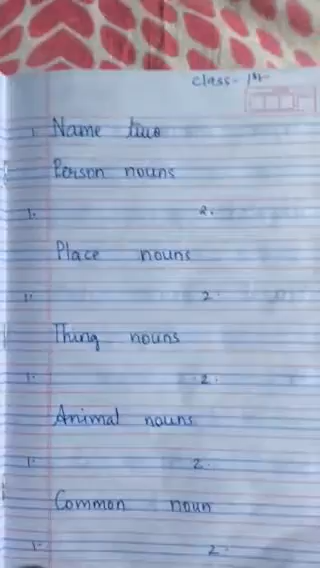 Class - 1st
1. Name two
Person nouns
1. 2.
Place nouns
1. 2.
Thing nouns
1. 2.
Animal nouns
1. 2.
Common noun
1. 2.